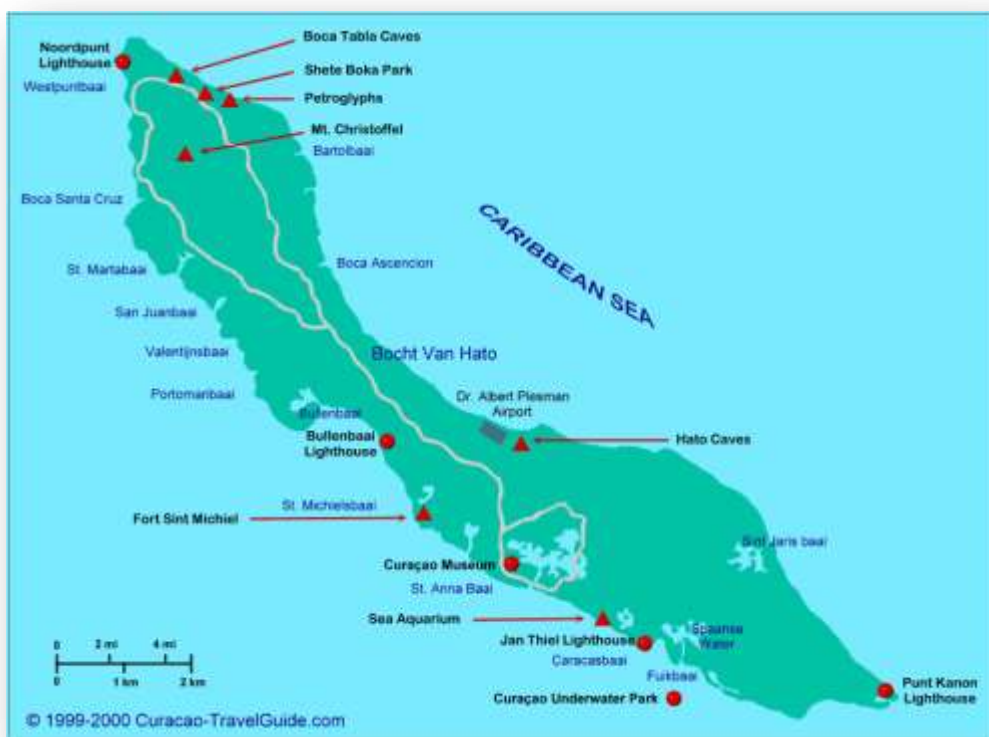 Boca Tabla Caves
Noordpunt
Lighthouse
Shete Boka Park
Westpuntbaai
Petroglyphs
Mt. Christoffel
Bartolbaai
Boca Santa Cruz
CARIBBEAN SEA
Boca Ascencion
St. Martabaai
San Juanbaai
Valentijnsbaai
Bocht Van Hato
Portomaribaai
Dr. Albert Plesman
Airport
Bullenbaai
Bullenbaai
Lighthouse
Hato Caves
St. Michielsbaai
Fort Sint Michiel
Sint Joris baai
Curaçao Museum
St. Anna Baai
Sea Aquarium
Spaanse
Water
Jan Thiel Lighthouse
Caracasbaai
Fuikbaai
0 2 mi 4 mi
0 1 km 2 km
Curaçao Underwater Park
Punt Kanon
Lighthouse
© 1999-2000 Curacao-TravelGuide.com